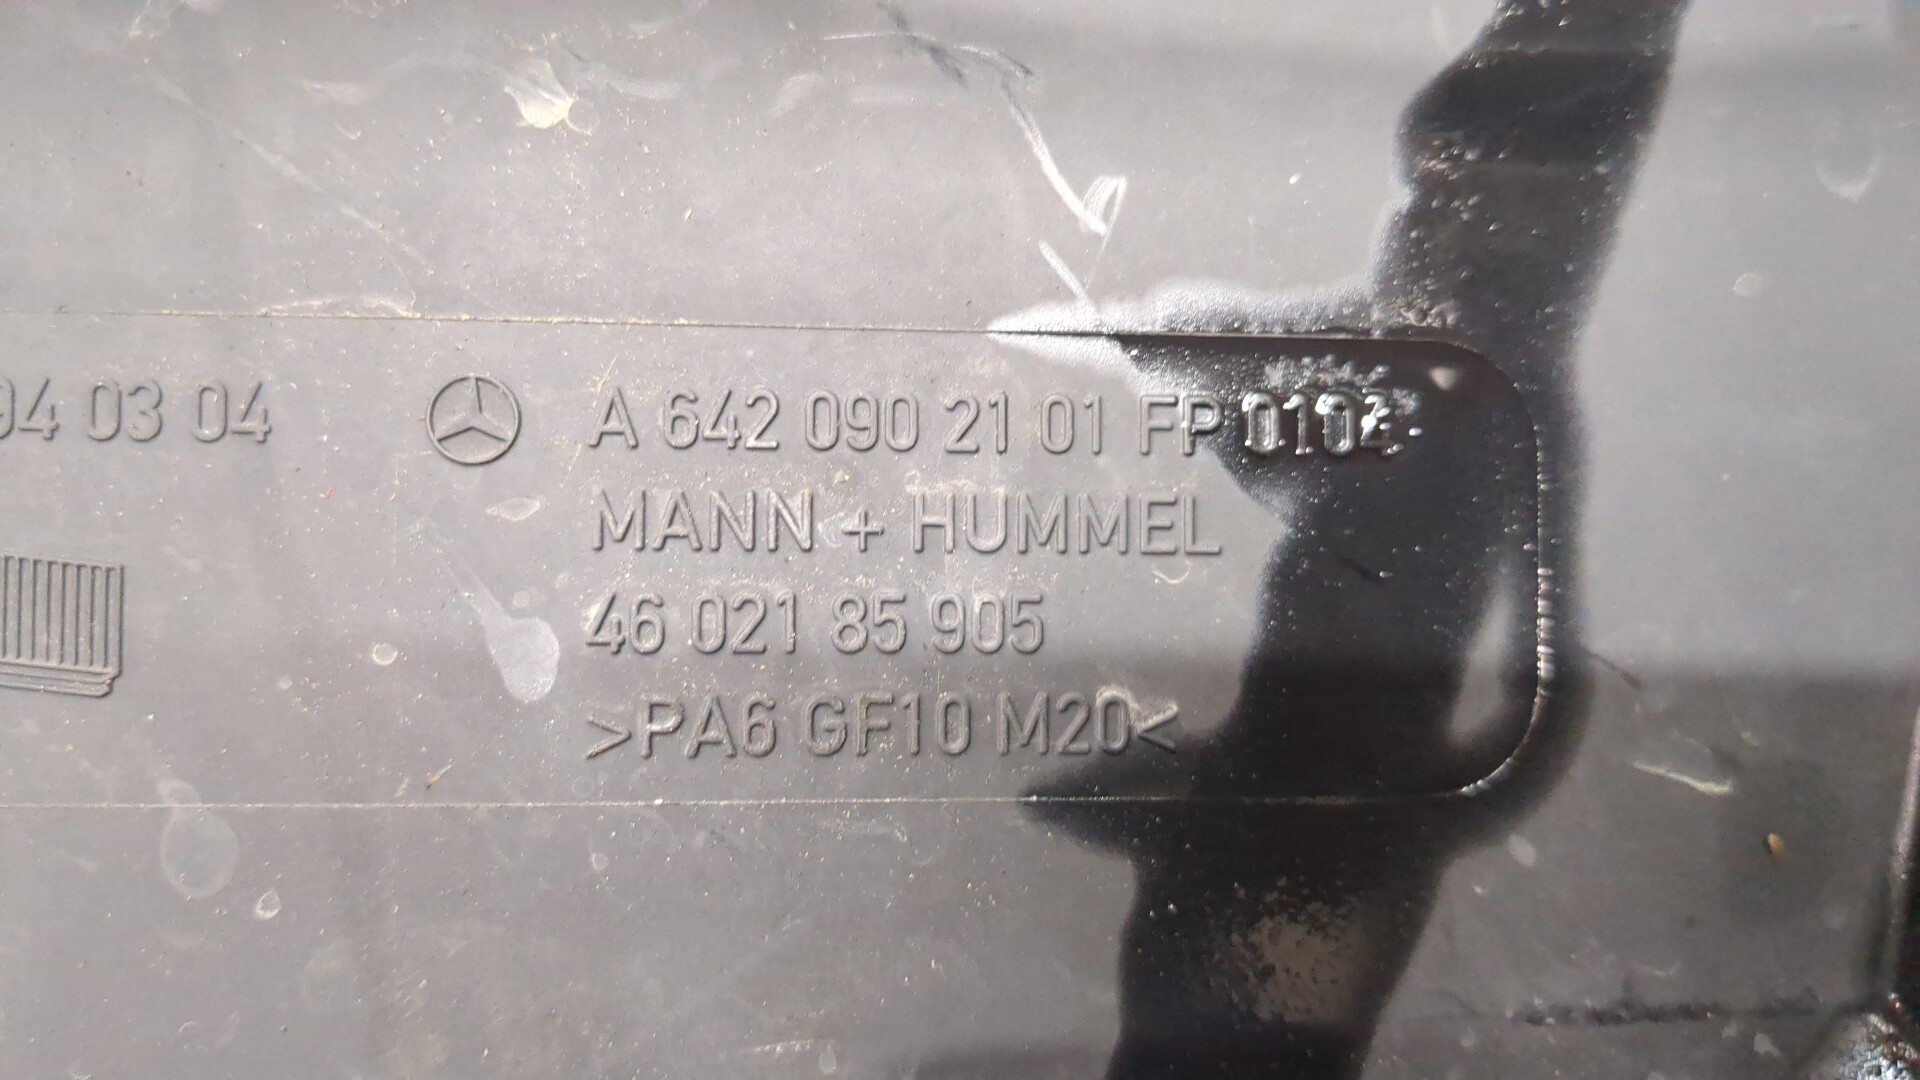 94 03 04
A 642 090 21 01 FP 0104
MANN + HUMMEL
46 021 85 905
>PA6 GF10 M20<